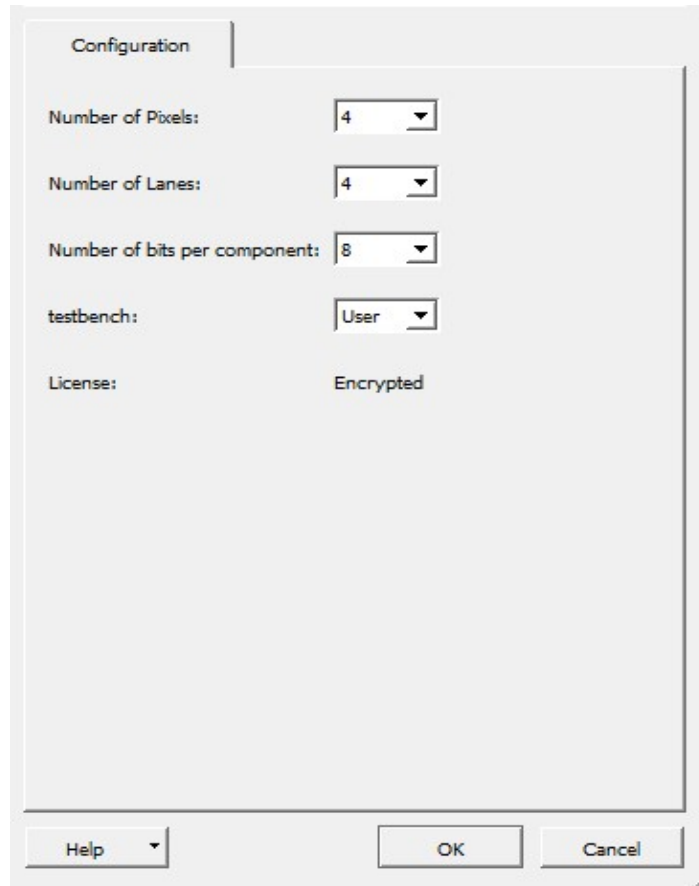 Configuration
Number of Pixels: 4
Number of Lanes: 4
Number of bits per component: 8
testbench: User
License: Encrypted
Help OK Cancel